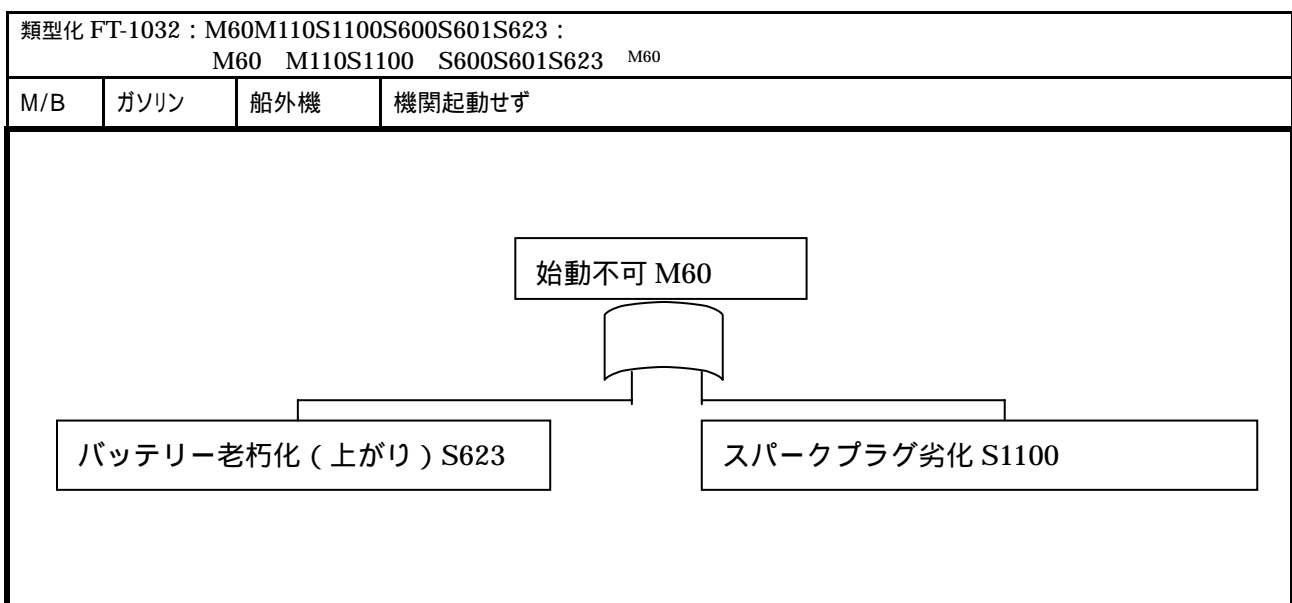 類型化 FT-1032：M60M110S1100S600S601S623：
M60　M110S1100　S600S601S623　M60
M/B　ガソリン　船外機　機関起動せず
始動不可 M60
バッテリー老朽化（上がり）S623　スパークプラグ劣化 S1100